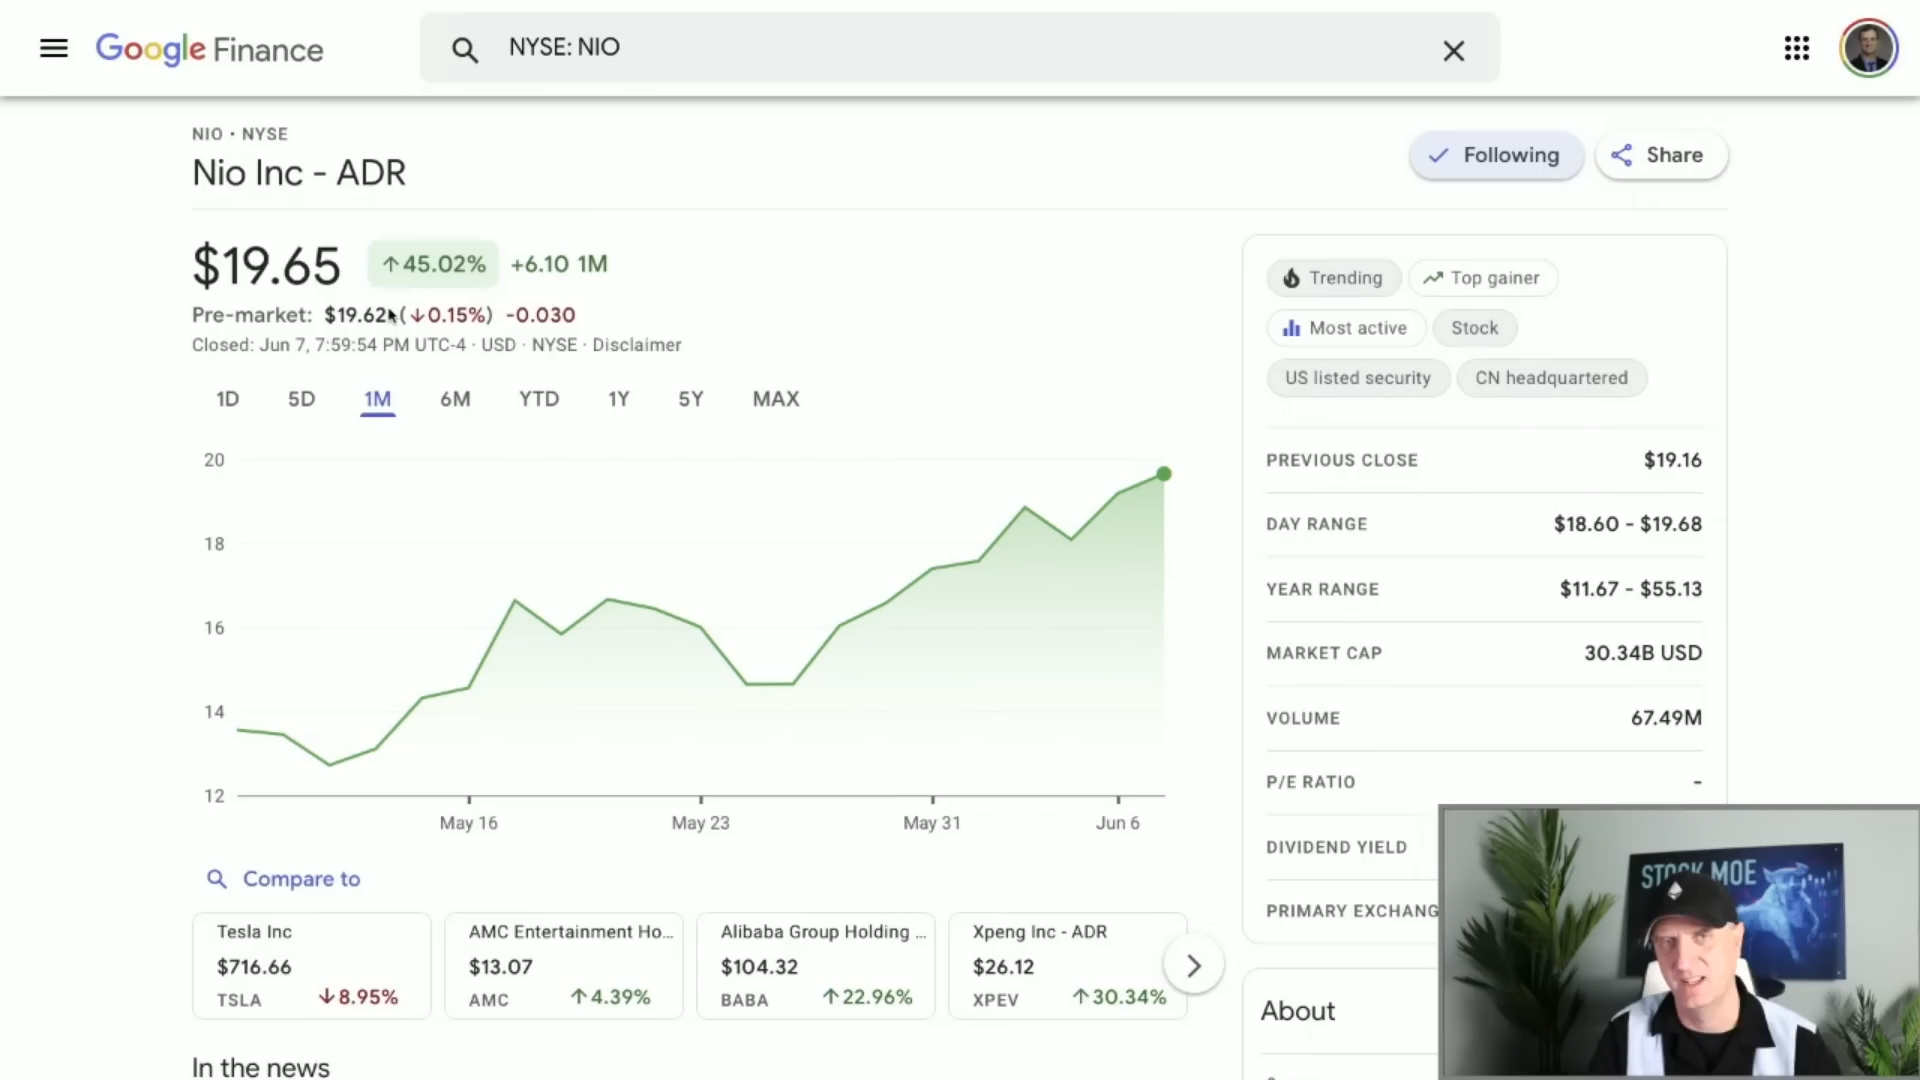 Google Finance
NYSE: NIO
NIO • NYSE
Nio Inc - ADR
Following
Share
$19.65
↑45.02%
+6.10 1M
Pre-market: $19.62 (↓0.15%) -0.030
Closed: Jun 7, 7:59:54 PM UTC-4 · USD · NYSE · Disclaimer
1D 5D 1M 6M YTD 1Y 5Y MAX
20
18
16
14
12
May 16 May 23 May 31 Jun 6
Compare to
Tesla Inc
$716.66
TSLA ↓8.95%
AMC Entertainment Ho...
$13.07
AMC ↑4.39%
Alibaba Group Holding ...
$104.32
BABA ↑22.96%
Xpeng Inc - ADR
$26.12
XPEV ↑30.34%
In the news
Trending
Top gainer
Most active
Stock
US listed security
CN headquartered
PREVIOUS CLOSE $19.16
DAY RANGE $18.60 - $19.68
YEAR RANGE $11.67 - $55.13
MARKET CAP 30.34B USD
VOLUME 67.49M
P/E RATIO -
DIVIDEND YIELD
PRIMARY EXCHANG
About
STOCK MOE